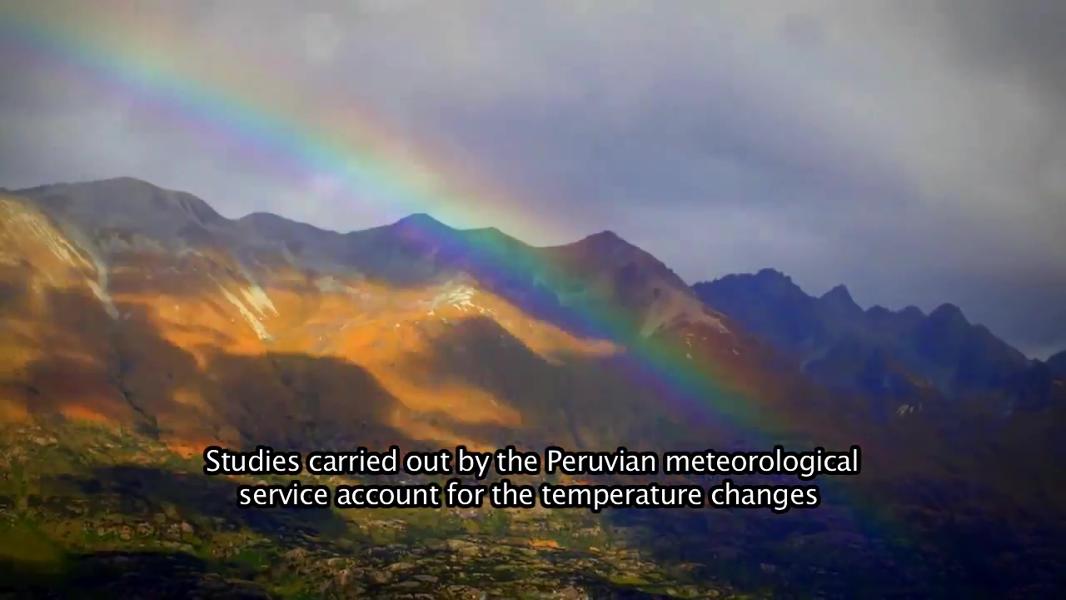 Studies carried out by the Peruvian meteorological
service account for the temperature changes